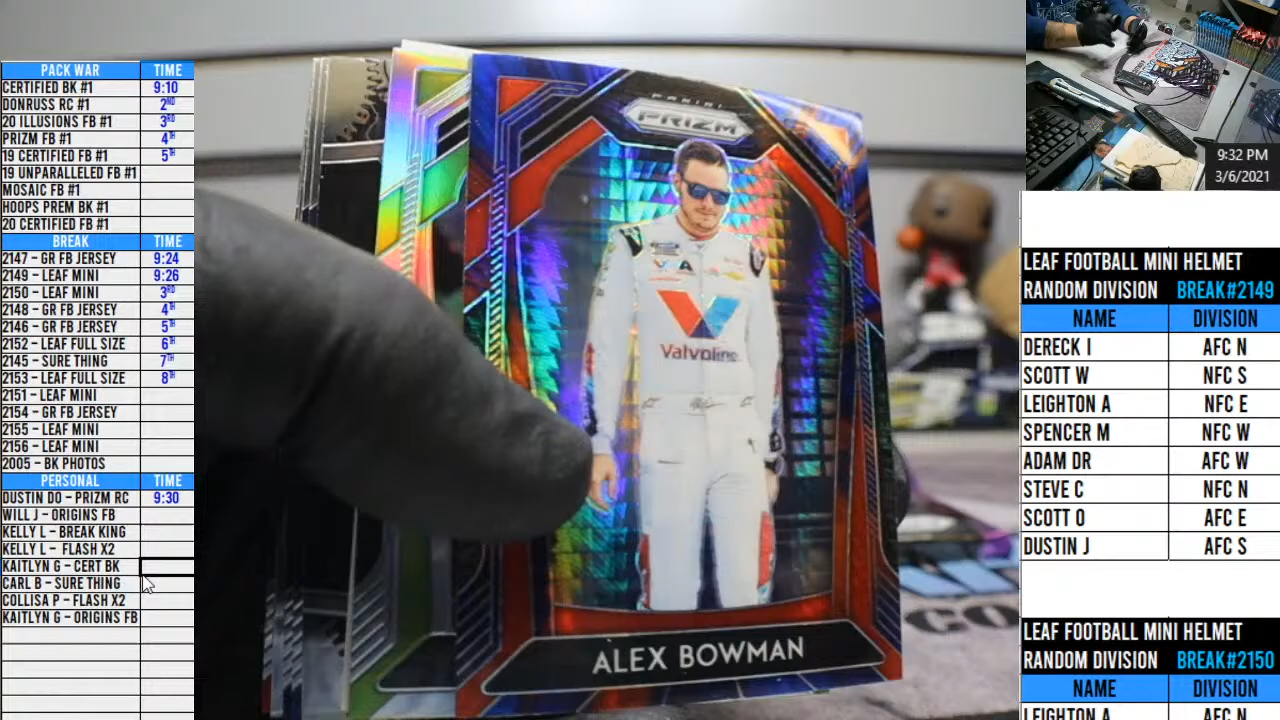 PACK WAR TIME
CERTIFIED BK #1 9:10
DONRUSS RC #1 2ND
20 ILLUSIONS FB #1 3RD
PRIZM FB #1 4TH
19 CERTIFIED FB #1 5TH
19 UNPARALLELED FB #1
MOSAIC FB #1
HOOPS PREM BK #1
20 CERTIFIED FB #1
BREAK TIME
2147 – GR FB JERSEY 9:24
2149 – LEAF MINI 9:26
2150 – LEAF MINI 3RD
2148 – GR FB JERSEY 4TH
2146 – GR FB JERSEY 5TH
2152 – LEAF FULL SIZE 6TH
2145 – SURE THING 7TH
2153 – LEAF FULL SIZE 8TH
2151 – LEAF MINI
2154 – GR FB JERSEY
2155 – LEAF MINI
2156 – LEAF MINI
2005 – BK PHOTOS
PERSONAL TIME
DUSTIN DO – PRIZM RC 9:30
WILL J – ORIGINS FB
KELLY L – BREAK KING
KELLY L – FLASH X2
KAITLYN G – CERT BK
CARL B – SURE THING
COLLISA P – FLASH X2
KAITLYN G – ORIGINS FB
PANINI
PRIZM
Valvoline
ALEX BOWMAN
9:32 PM
3/6/2021
LEAF FOOTBALL MINI HELMET
RANDOM DIVISION BREAK#2149
NAME DIVISION
DERECK I AFC N
SCOTT W NFC S
LEIGHTON A NFC E
SPENCER M NFC W
ADAM DR AFC W
STEVE C NFC N
SCOTT O AFC E
DUSTIN J AFC S
LEAF FOOTBALL MINI HELMET
RANDOM DIVISION BREAK#2150
NAME DIVISION
LEIGHTON A AFC N